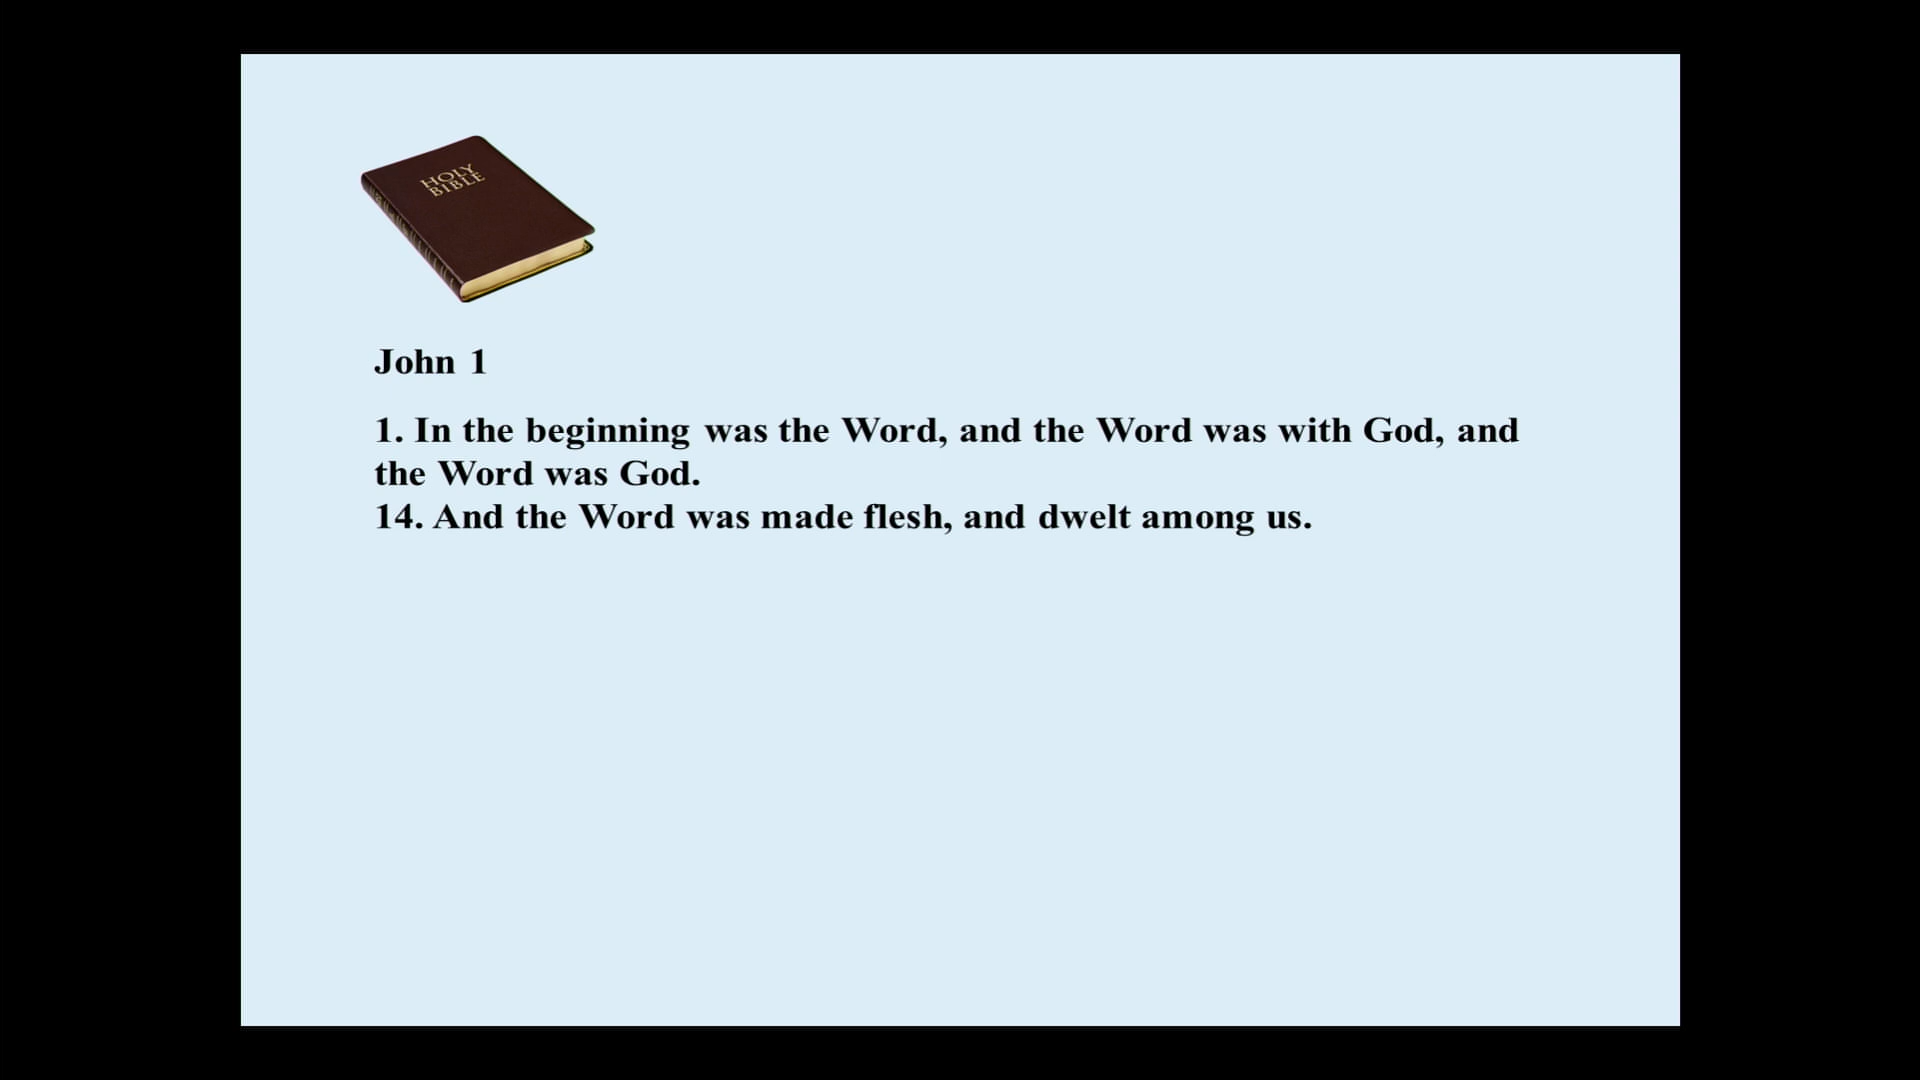 HOLY
BIBLE
John 1
1. In the beginning was the Word, and the Word was with God, and
the Word was God.
14. And the Word was made flesh, and dwelt among us.